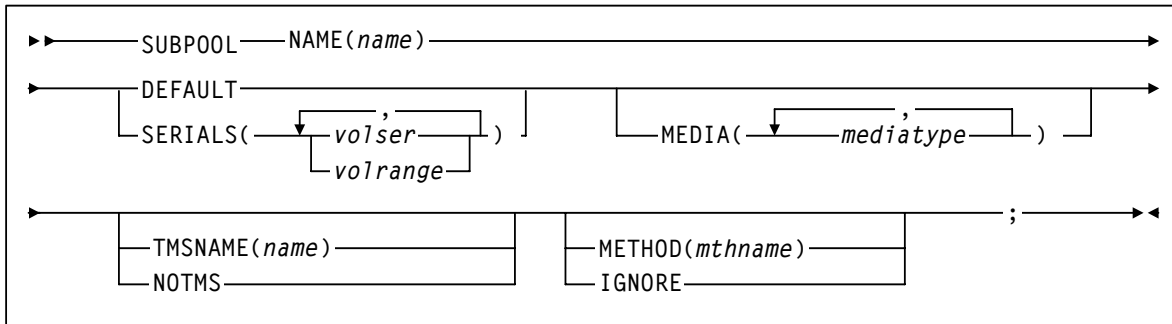 SUBPOOL NAME(name)
DEFAULT
SERIALS( volser , ) MEDIA( mediatype , )
volrange
;
TMSNAME(name) METHOD(mthname)
NOTMS IGNORE